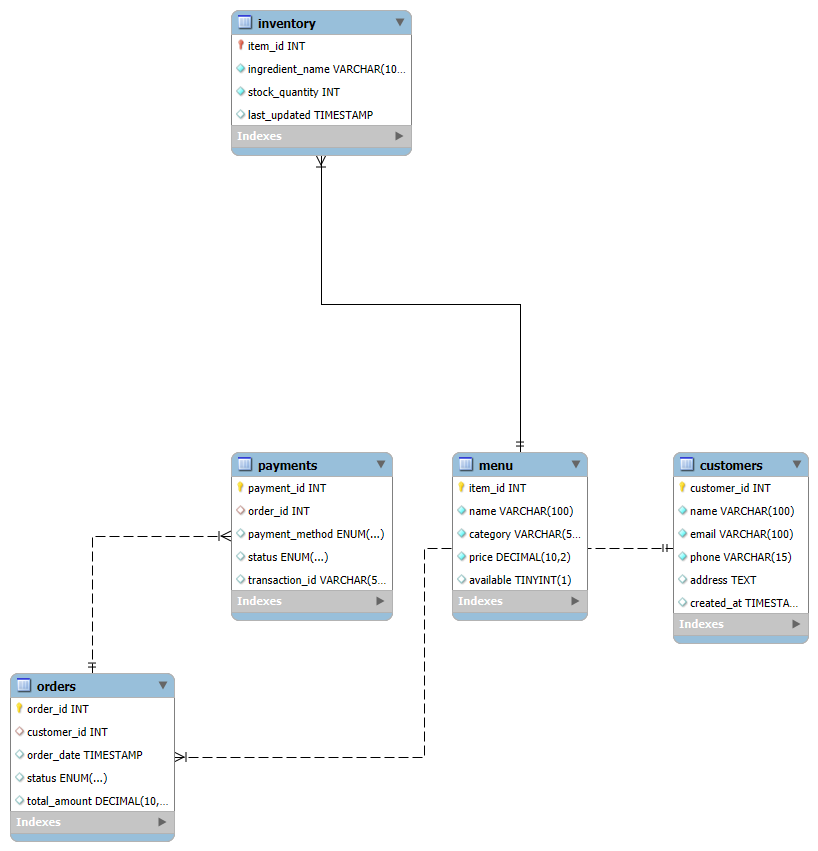 inventory
item_id INT
ingredient_name VARCHAR(10...
stock_quantity INT
last_updated TIMESTAMP
Indexes
payments
payment_id INT
order_id INT
payment_method ENUM(...)
status ENUM(...)
transaction_id VARCHAR(5...
Indexes
menu
item_id INT
name VARCHAR(100)
category VARCHAR(5...
price DECIMAL(10,2)
available TINYINT(1)
Indexes
customers
customer_id INT
name VARCHAR(100)
email VARCHAR(100)
phone VARCHAR(15)
address TEXT
created_at TIMESTA...
Indexes
orders
order_id INT
customer_id INT
order_date TIMESTAMP
status ENUM(...)
total_amount DECIMAL(10,...
Indexes